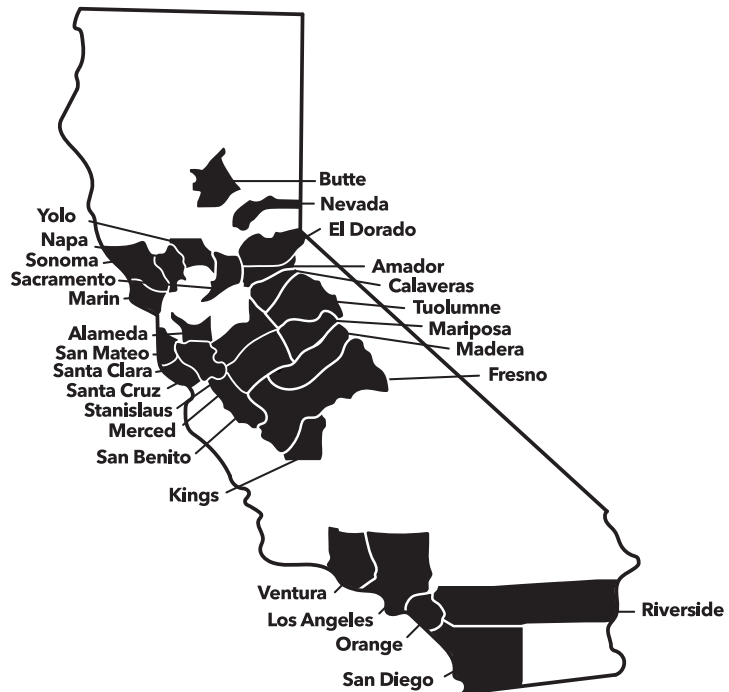 Butte
Nevada
Yolo
El Dorado
Napa
Sonoma
Amador
Sacramento
Calaveras
Marin
Tuolumne
Mariposa
Alameda
Madera
San Mateo
Santa Clara
Fresno
Santa Cruz
Stanislaus
Merced
San Benito
Kings
Ventura
Los Angeles
Riverside
Orange
San Diego